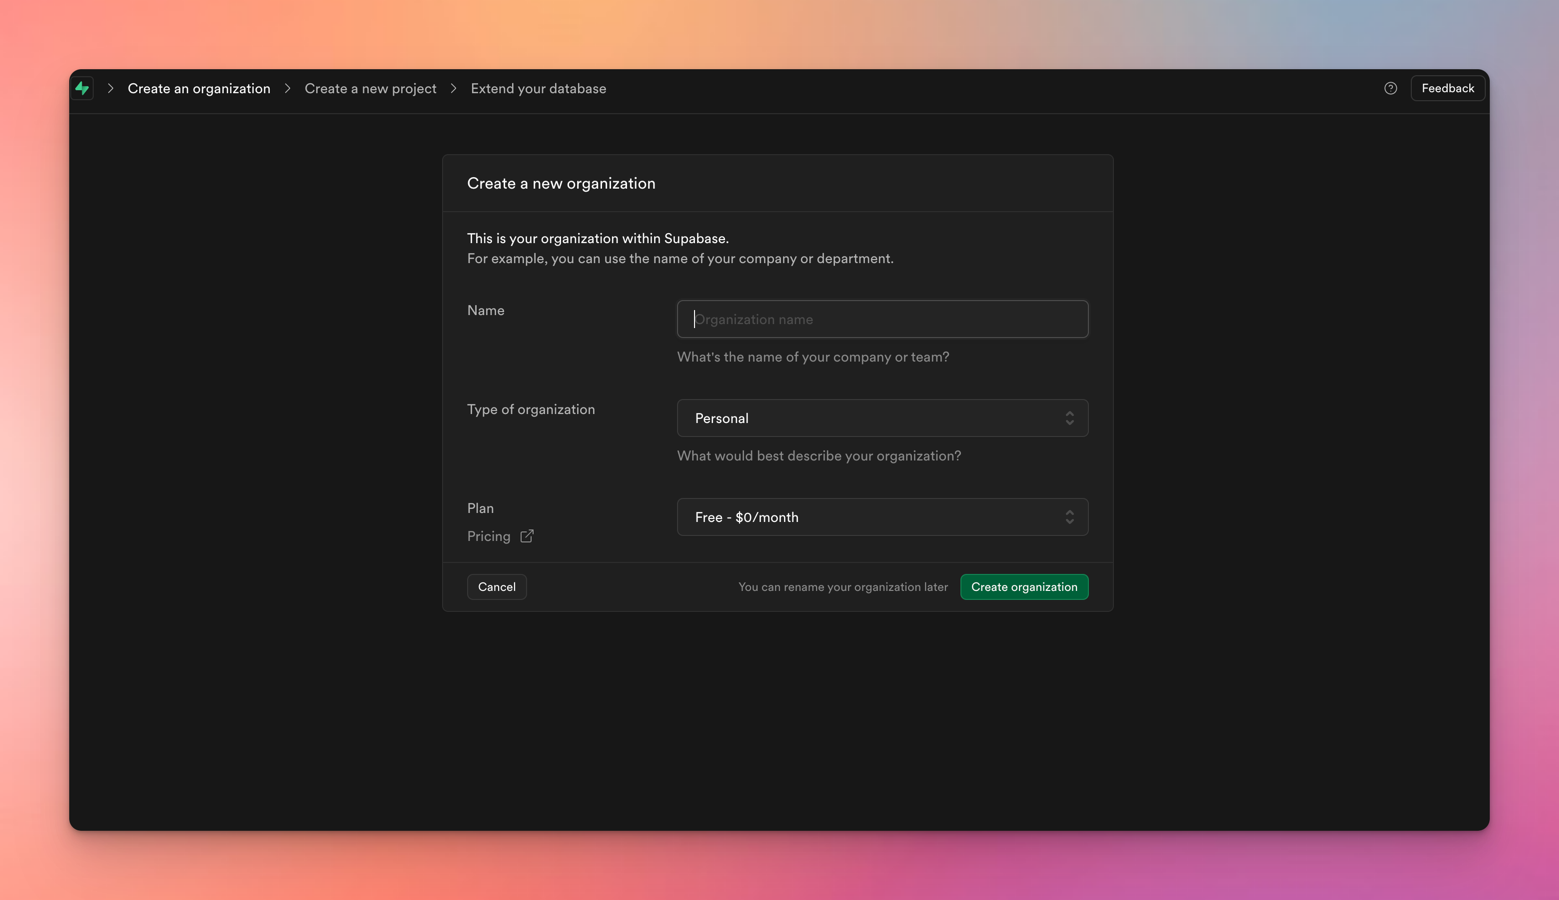 Create an organization
Create a new project
Extend your database
Feedback
Create a new organization
This is your organization within Supabase.
For example, you can use the name of your company or department.
Name
Organization name
What's the name of your company or team?
Type of organization
Personal
What would best describe your organization?
Plan
Pricing
Free - $0/month
Cancel
You can rename your organization later
Create organization